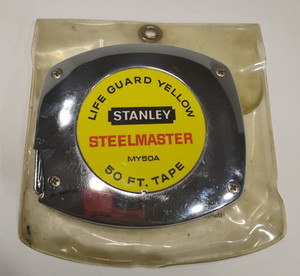 LIFE GUARD YELLOW
STANLEY
STEELMASTER
MY50A
50 FT. TAPE